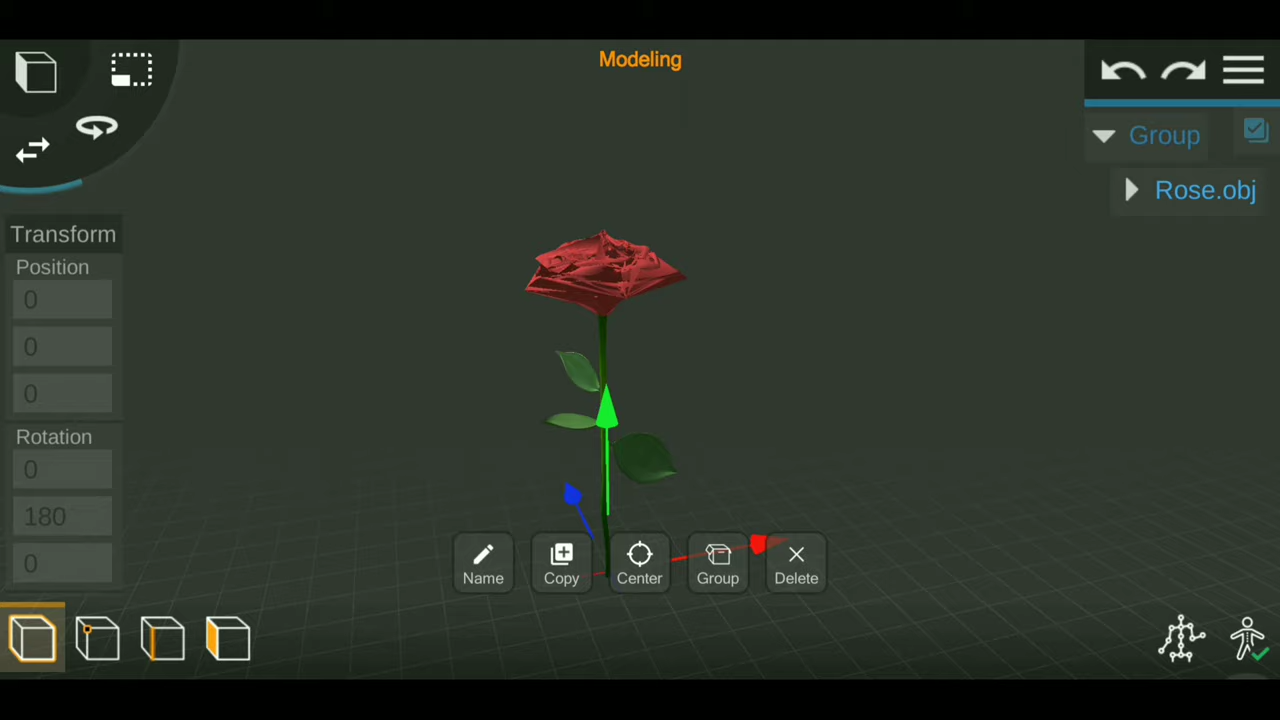 Modeling
Group
Rose.obj
Transform
Position
0
0
0
Rotation
0
180
0
Name
Copy
Center
Group
Delete